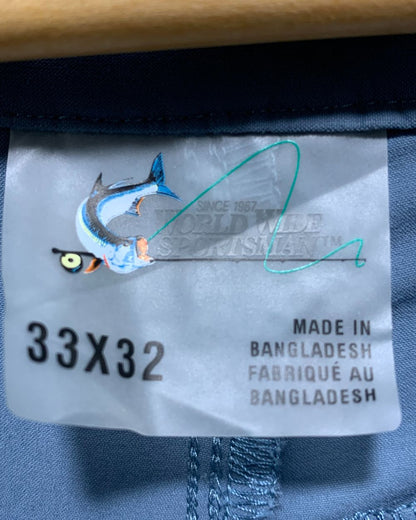 SINCE 1967
WORLD WIDE
SPORTSMAN™
33X32
MADE IN
BANGLADESH
FABRIQUÉ AU
BANGLADESH